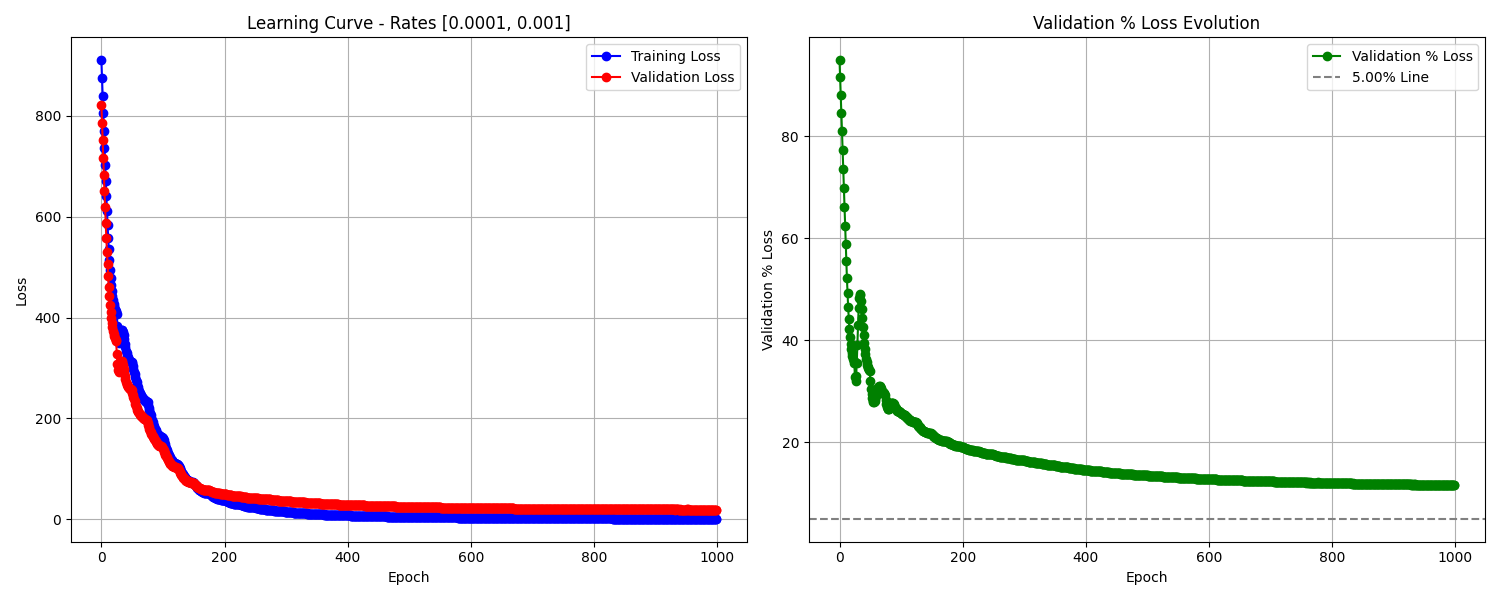 Learning Curve - Rates [0.0001, 0.001]
Training Loss
Validation Loss
Loss
800
600
400
200
0
0 200 400 600 800 1000
Epoch
Validation % Loss Evolution
Validation % Loss
5.00% Line
Validation % Loss
80
60
40
20
0 200 400 600 800 1000
Epoch